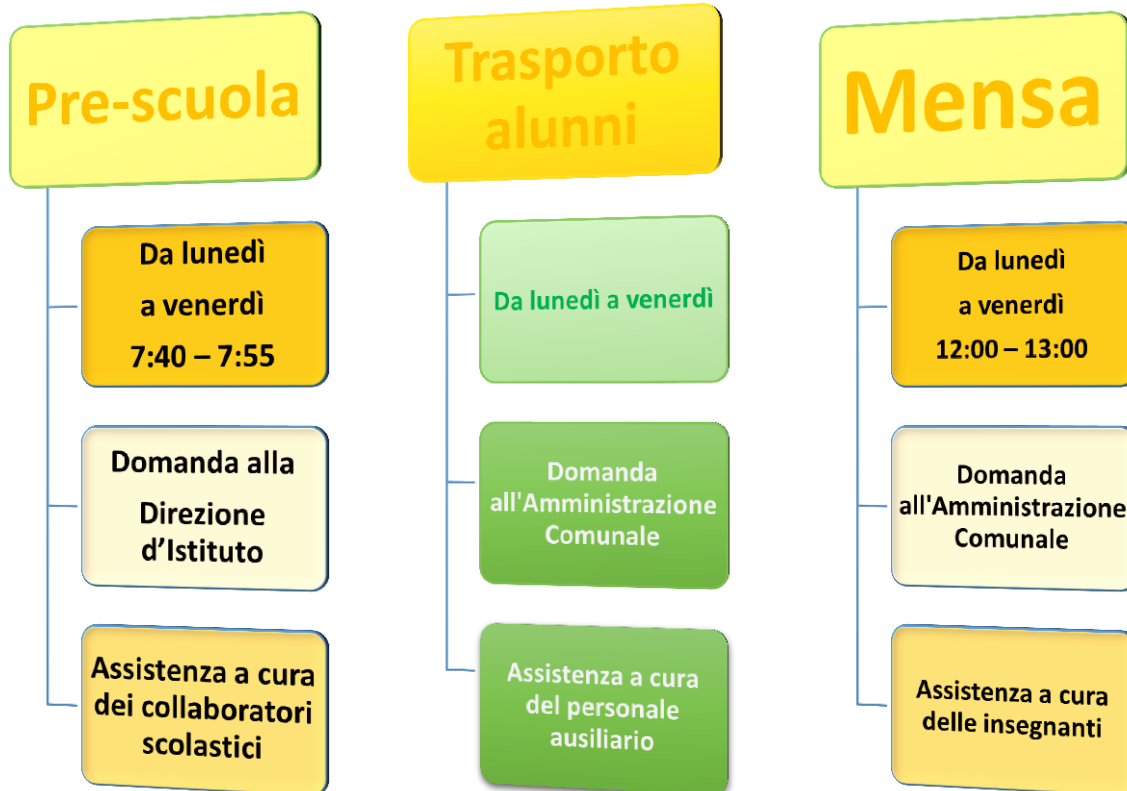 Pre-scuola
Da lunedì
a venerdì
7:40 – 7:55
Domanda alla
Direzione
d’Istituto
Assistenza a cura
dei collaboratori
scolastici
Trasporto
alunni
Da lunedì a venerdì
Domanda
all'Amministrazione
Comunale
Assistenza a cura
del personale
ausiliario
Mensa
Da lunedì
a venerdì
12:00 – 13:00
Domanda
all'Amministrazione
Comunale
Assistenza a cura
delle insegnanti